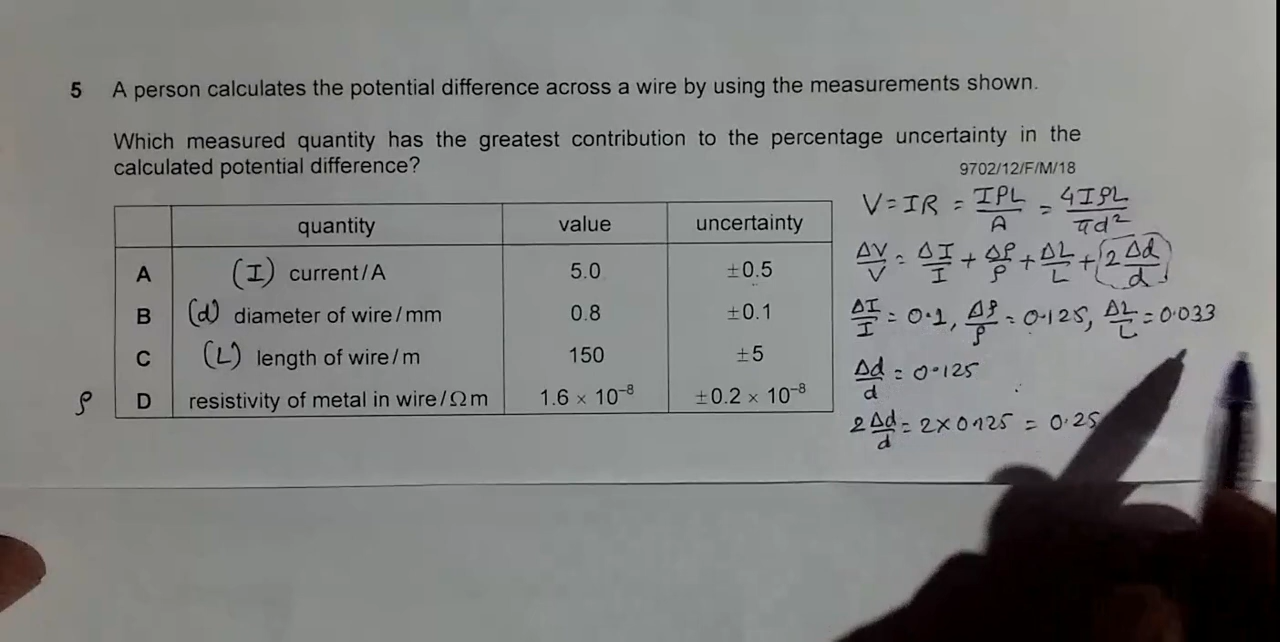 5 A person calculates the potential difference across a wire by using the measurements shown.
Which measured quantity has the greatest contribution to the percentage uncertainty in the
calculated potential difference?
9702/12/F/M/18
quantity value uncertainty
A (I) current/A 5.0 ±0.5
B (d) diameter of wire/mm 0.8 ±0.1
C (L) length of wire/m 150 ±5
ρ D resistivity of metal in wire/Ωm 1.6 × 10⁻⁸ ±0.2 × 10⁻⁸
V = IR = IρL/A = 4IρL/πd²
ΔV/V = ΔI/I + Δρ/ρ + ΔL/L + 2Δd/d
ΔI/I = 0.1, Δρ/ρ = 0.125, ΔL/L = 0.033
Δd/d = 0.125
2Δd/d = 2×0.125 = 0.25